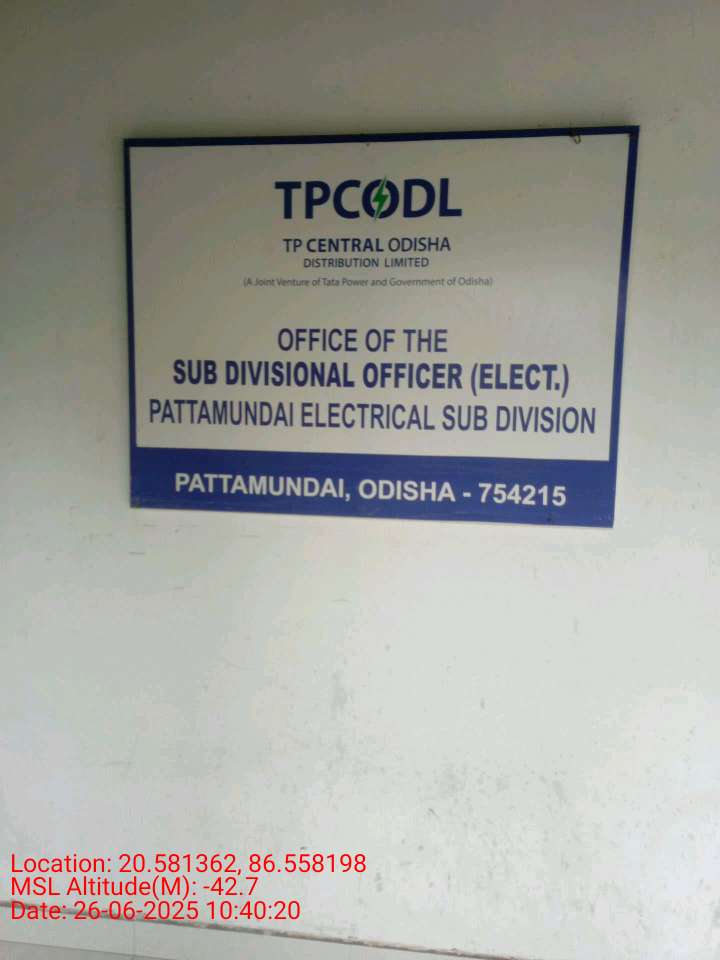 TPCODL
TP CENTRAL ODISHA
DISTRIBUTION LIMITED
(A Joint Venture of Tata Power and Government of Odisha)
OFFICE OF THE
SUB DIVISIONAL OFFICER (ELECT.)
PATTAMUNDAI ELECTRICAL SUB DIVISION
PATTAMUNDAI, ODISHA - 754215
Location: 20.581362, 86.558198
MSL Altitude(M): -42.7
Date: 26-06-2025 10:40:20